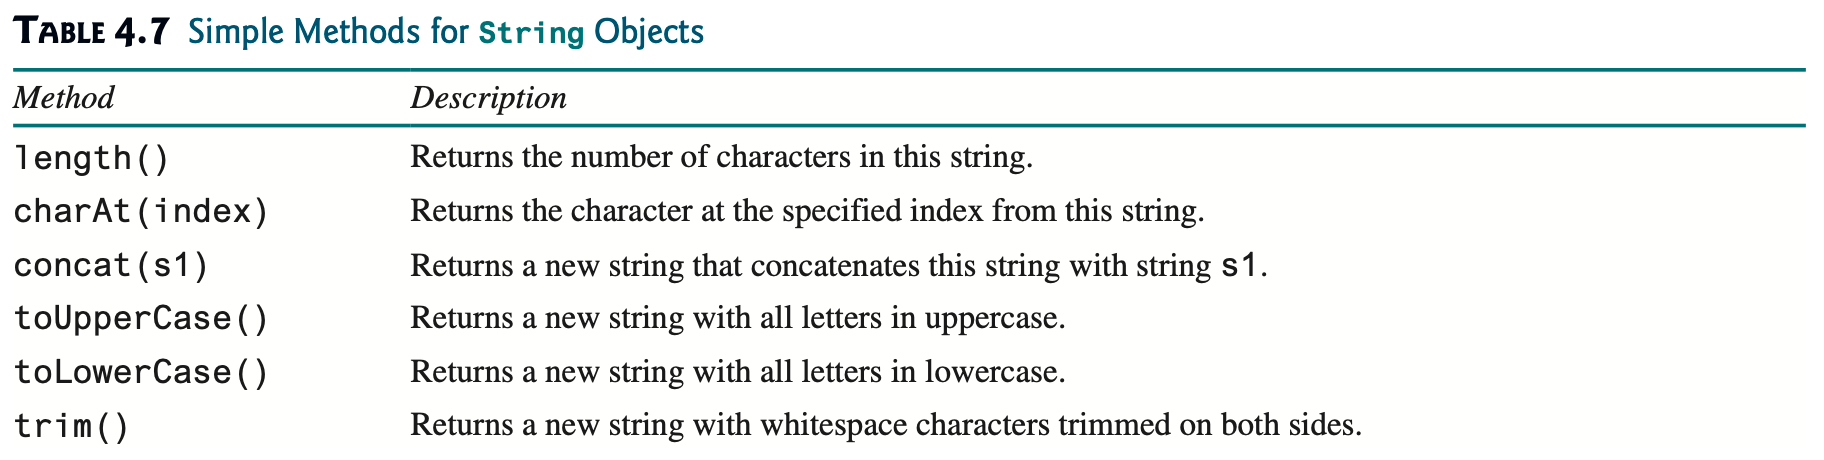 TABLE 4.7 Simple Methods for String Objects
Method Description
length() Returns the number of characters in this string.
charAt(index) Returns the character at the specified index from this string.
concat(s1) Returns a new string that concatenates this string with string s1.
toUpperCase() Returns a new string with all letters in uppercase.
toLowerCase() Returns a new string with all letters in lowercase.
trim() Returns a new string with whitespace characters trimmed on both sides.